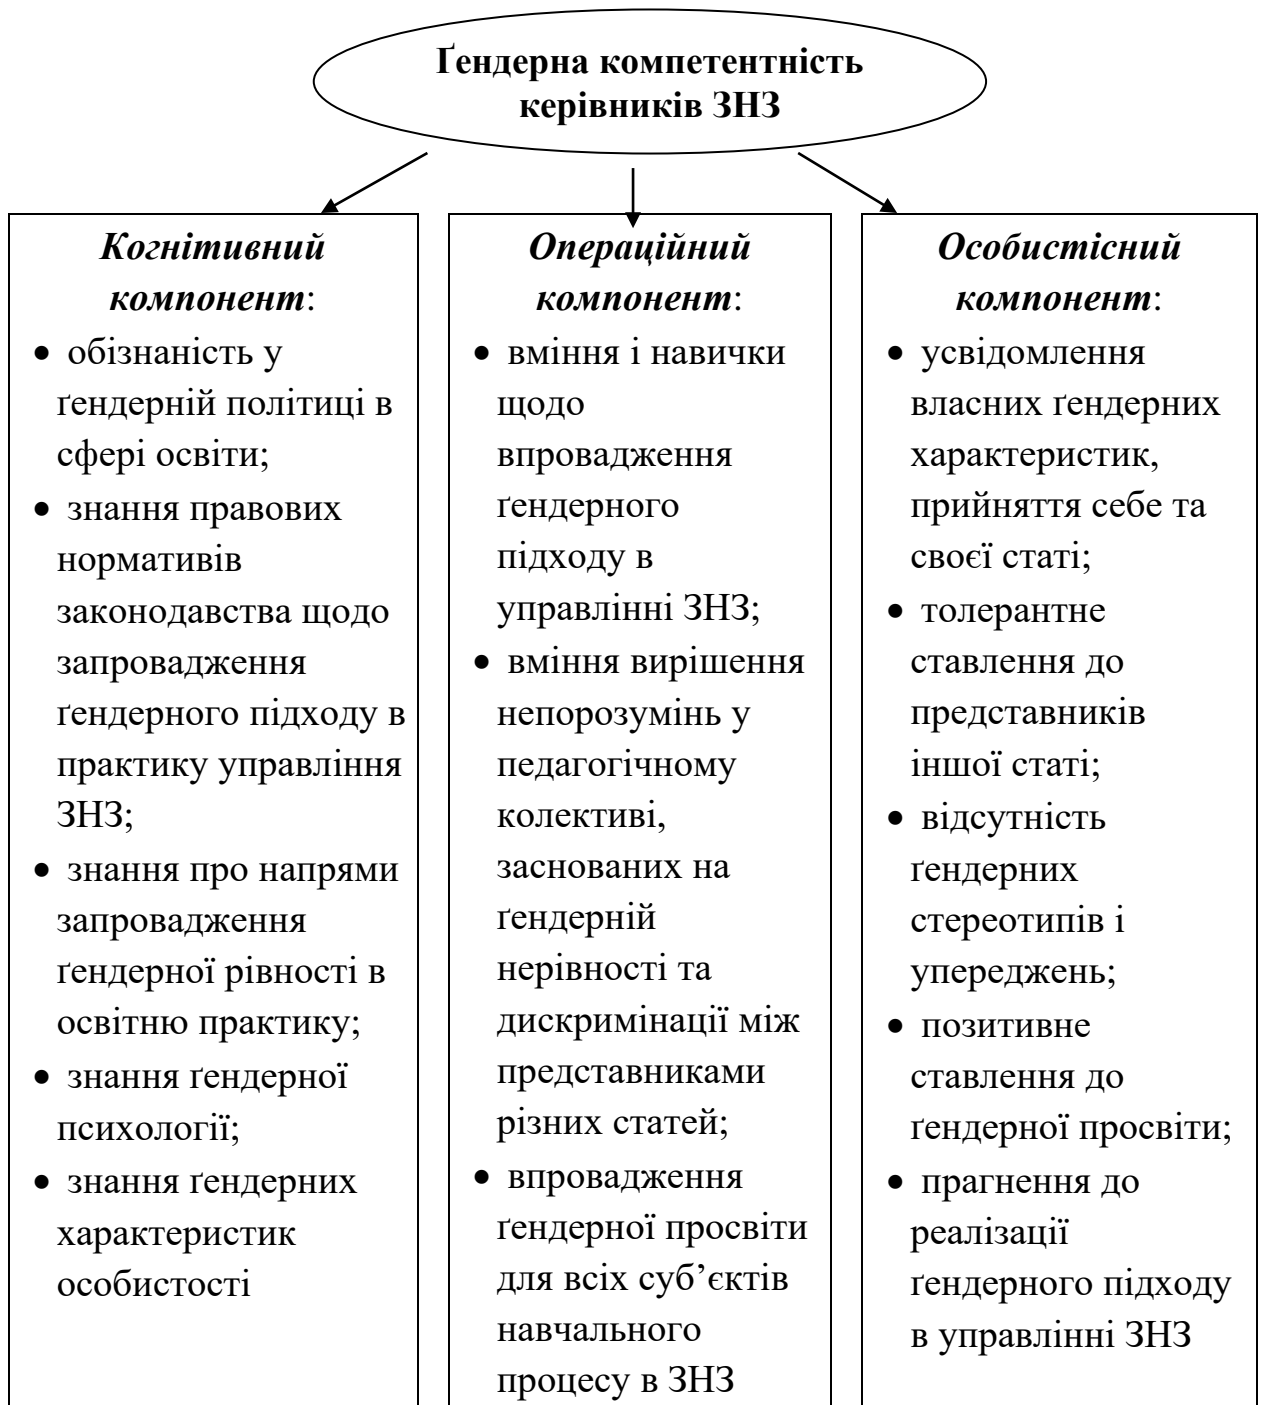 Ґендерна компетентність
керівників ЗНЗ
Когнітивний
компонент:
• обізнаність у
ґендерній політиці в
сфері освіти;
• знання правових
нормативів
законодавства щодо
запровадження
ґендерного підходу в
практику управління
ЗНЗ;
• знання про напрями
запровадження
ґендерної рівності в
освітню практику;
• знання ґендерної
психології;
• знання ґендерних
характеристик
особистості
Операційний
компонент:
• вміння і навички
щодо
впровадження
ґендерного
підходу в
управлінні ЗНЗ;
• вміння вирішення
непорозумінь у
педагогічному
колективі,
заснованих на
ґендерній
нерівності та
дискримінації між
представниками
різних статей;
• впровадження
ґендерної просвіти
для всіх суб’єктів
навчального
процесу в ЗНЗ
Особистісний
компонент:
• усвідомлення
власних ґендерних
характеристик,
прийняття себе та
своєї статі;
• толерантне
ставлення до
представників
іншої статі;
• відсутність
ґендерних
стереотипів і
упереджень;
• позитивне
ставлення до
ґендерної просвіти;
• прагнення до
реалізації
ґендерного підходу
в управлінні ЗНЗ